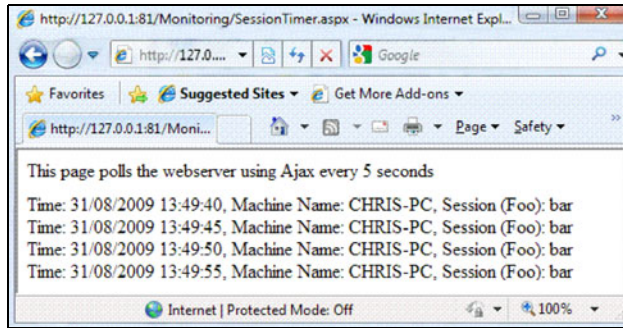 http://127.0.0.1:81/Monitoring/SessionTimer.aspx - Windows Internet Expl...
http://127.0....
Google
Favorites Suggested Sites Get More Add-ons
http://127.0.0.1:81/Moni... Page Safety »
This page polls the webserver using Ajax every 5 seconds
Time: 31/08/2009 13:49:40, Machine Name: CHRIS-PC, Session (Foo): bar
Time: 31/08/2009 13:49:45, Machine Name: CHRIS-PC, Session (Foo): bar
Time: 31/08/2009 13:49:50, Machine Name: CHRIS-PC, Session (Foo): bar
Time: 31/08/2009 13:49:55, Machine Name: CHRIS-PC, Session (Foo): bar
Internet | Protected Mode: Off 100%